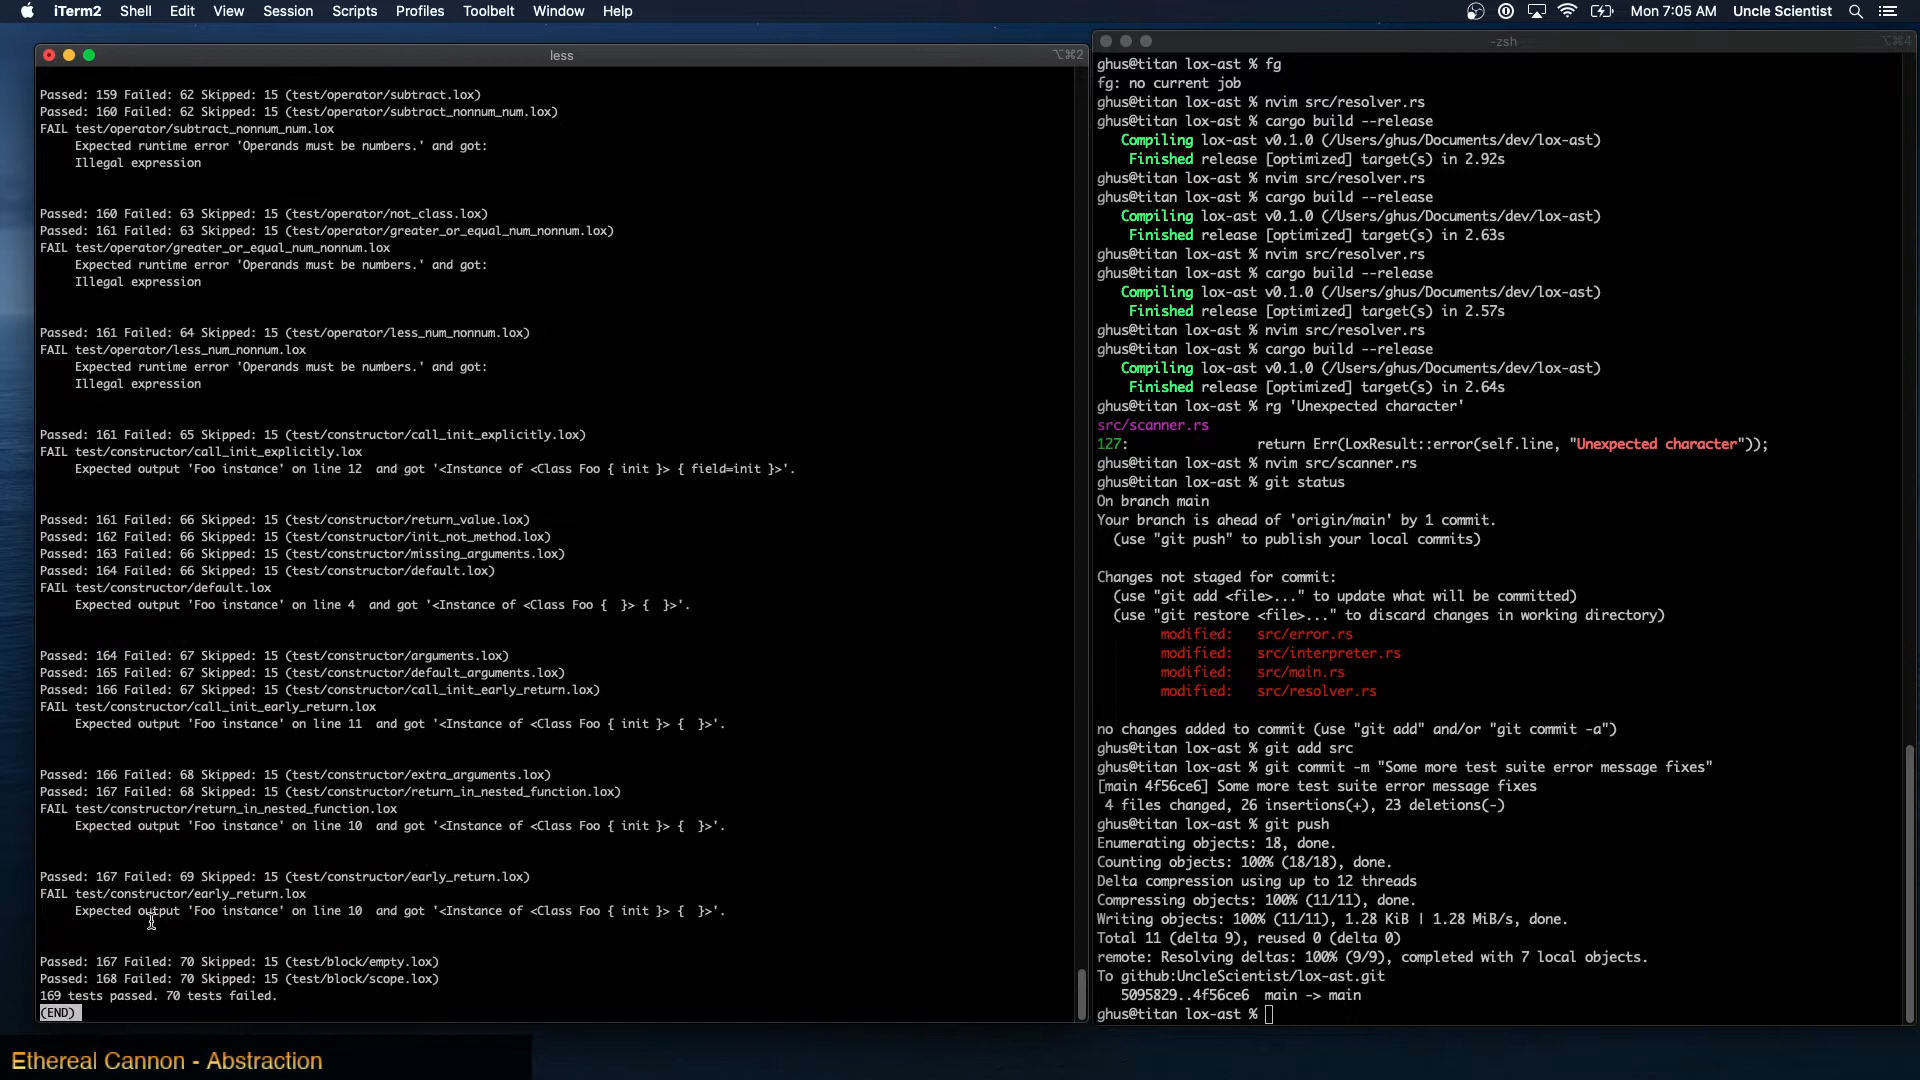 iTerm2 Shell Edit View Session Scripts Profiles Toolbelt Window Help Mon 7:05 AM Uncle Scientist
less ⌥⌘2
Passed: 159 Failed: 62 Skipped: 15 (test/operator/subtract.lox)
Passed: 160 Failed: 62 Skipped: 15 (test/operator/subtract_nonnum_num.lox)
FAIL test/operator/subtract_nonnum_num.lox
Expected runtime error 'Operands must be numbers.' and got:
Illegal expression
Passed: 160 Failed: 63 Skipped: 15 (test/operator/not_class.lox)
Passed: 161 Failed: 63 Skipped: 15 (test/operator/greater_or_equal_num_nonnum.lox)
FAIL test/operator/greater_or_equal_num_nonnum.lox
Expected runtime error 'Operands must be numbers.' and got:
Illegal expression
Passed: 161 Failed: 64 Skipped: 15 (test/operator/less_num_nonnum.lox)
FAIL test/operator/less_num_nonnum.lox
Expected runtime error 'Operands must be numbers.' and got:
Illegal expression
Passed: 161 Failed: 65 Skipped: 15 (test/constructor/call_init_explicitly.lox)
FAIL test/constructor/call_init_explicitly.lox
Expected output 'Foo instance' on line 12  and got '<Instance of <Class Foo { init }> { field=init }>'.
Passed: 161 Failed: 66 Skipped: 15 (test/constructor/return_value.lox)
Passed: 162 Failed: 66 Skipped: 15 (test/constructor/init_not_method.lox)
Passed: 163 Failed: 66 Skipped: 15 (test/constructor/missing_arguments.lox)
Passed: 164 Failed: 66 Skipped: 15 (test/constructor/default.lox)
FAIL test/constructor/default.lox
Expected output 'Foo instance' on line 4  and got '<Instance of <Class Foo {  }> {  }>'.
Passed: 164 Failed: 67 Skipped: 15 (test/constructor/arguments.lox)
Passed: 165 Failed: 67 Skipped: 15 (test/constructor/default_arguments.lox)
Passed: 166 Failed: 67 Skipped: 15 (test/constructor/call_init_early_return.lox)
FAIL test/constructor/call_init_early_return.lox
Expected output 'Foo instance' on line 11  and got '<Instance of <Class Foo { init }> {  }>'.
Passed: 166 Failed: 68 Skipped: 15 (test/constructor/extra_arguments.lox)
Passed: 167 Failed: 68 Skipped: 15 (test/constructor/return_in_nested_function.lox)
FAIL test/constructor/return_in_nested_function.lox
Expected output 'Foo instance' on line 10  and got '<Instance of <Class Foo { init }> {  }>'.
Passed: 167 Failed: 69 Skipped: 15 (test/constructor/early_return.lox)
FAIL test/constructor/early_return.lox
Expected output 'Foo instance' on line 10  and got '<Instance of <Class Foo { init }> {  }>'.
Passed: 167 Failed: 70 Skipped: 15 (test/block/empty.lox)
Passed: 168 Failed: 70 Skipped: 15 (test/block/scope.lox)
169 tests passed. 70 tests failed.
(END)
-zsh ⌥⌘4
ghus@titan lox-ast % fg
fg: no current job
ghus@titan lox-ast % nvim src/resolver.rs
ghus@titan lox-ast % cargo build --release
Compiling lox-ast v0.1.0 (/Users/ghus/Documents/dev/lox-ast)
Finished release [optimized] target(s) in 2.92s
ghus@titan lox-ast % nvim src/resolver.rs
ghus@titan lox-ast % cargo build --release
Compiling lox-ast v0.1.0 (/Users/ghus/Documents/dev/lox-ast)
Finished release [optimized] target(s) in 2.63s
ghus@titan lox-ast % nvim src/resolver.rs
ghus@titan lox-ast % cargo build --release
Compiling lox-ast v0.1.0 (/Users/ghus/Documents/dev/lox-ast)
Finished release [optimized] target(s) in 2.57s
ghus@titan lox-ast % nvim src/resolver.rs
ghus@titan lox-ast % cargo build --release
Compiling lox-ast v0.1.0 (/Users/ghus/Documents/dev/lox-ast)
Finished release [optimized] target(s) in 2.64s
ghus@titan lox-ast % rg 'Unexpected character'
src/scanner.rs
127: return Err(LoxResult::error(self.line, "Unexpected character"));
ghus@titan lox-ast % nvim src/scanner.rs
ghus@titan lox-ast % git status
On branch main
Your branch is ahead of 'origin/main' by 1 commit.
(use "git push" to publish your local commits)
Changes not staged for commit:
(use "git add <file>..." to update what will be committed)
(use "git restore <file>..." to discard changes in working directory)
modified: src/error.rs
modified: src/interpreter.rs
modified: src/main.rs
modified: src/resolver.rs
no changes added to commit (use "git add" and/or "git commit -a")
ghus@titan lox-ast % git add src
ghus@titan lox-ast % git commit -m "Some more test suite error message fixes"
[main 4f56ce6] Some more test suite error message fixes
4 files changed, 26 insertions(+), 23 deletions(-)
ghus@titan lox-ast % git push
Enumerating objects: 18, done.
Counting objects: 100% (18/18), done.
Delta compression using up to 12 threads
Compressing objects: 100% (11/11), done.
Writing objects: 100% (11/11), 1.28 KiB | 1.28 MiB/s, done.
Total 11 (delta 9), reused 0 (delta 0)
remote: Resolving deltas: 100% (9/9), completed with 7 local objects.
To github:UncleScientist/lox-ast.git
5095829..4f56ce6  main -> main
ghus@titan lox-ast %
Ethereal Cannon - Abstraction